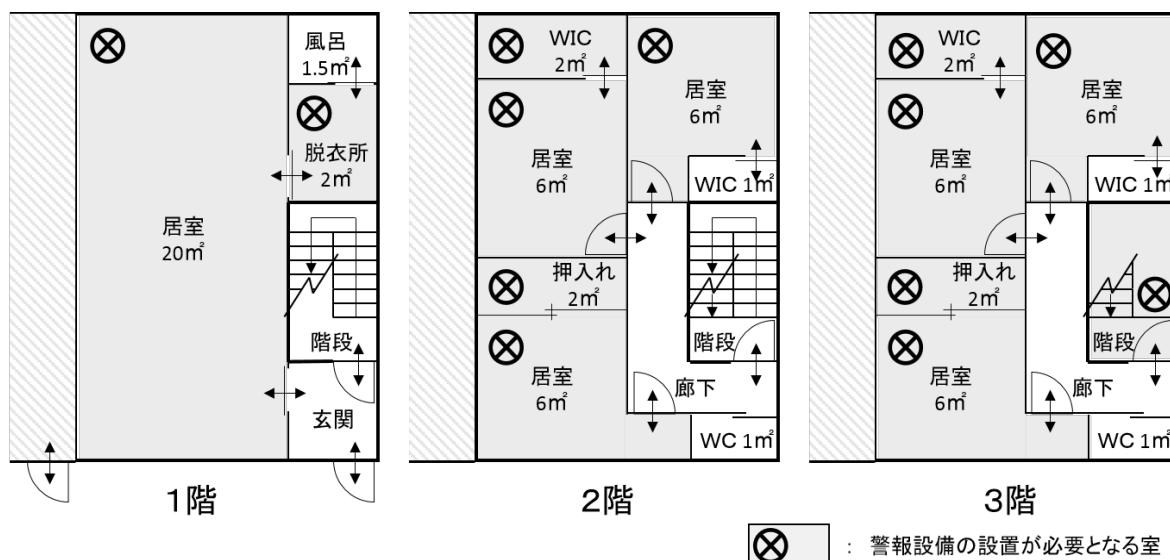 風呂
1.5㎡
脱衣所
2㎡
居室
20㎡
階段
玄関
1階
WIC
2㎡
居室
6㎡
居室
6㎡
WIC 1㎡
押入れ
2㎡
居室
6㎡
階段
廊下
WC 1㎡
2階
WIC
2㎡
居室
6㎡
居室
6㎡
WIC 1㎡
押入れ
2㎡
居室
6㎡
階段
廊下
WC 1㎡
3階
： 警報設備の設置が必要となる室